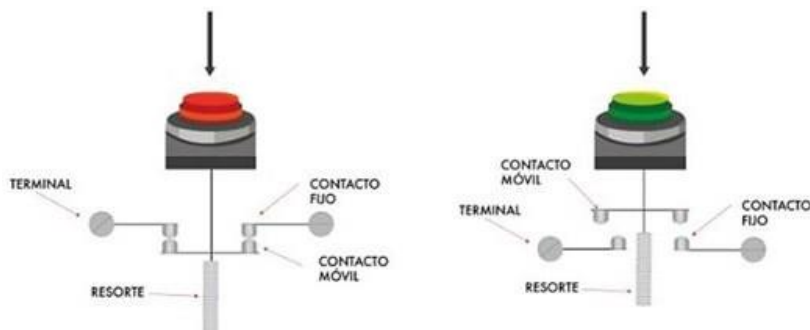 TERMINAL
CONTACTO
FIJO
CONTACTO
MÓVIL
RESORTE
CONTACTO
MÓVIL
TERMINAL
CONTACTO
FIJO
RESORTE